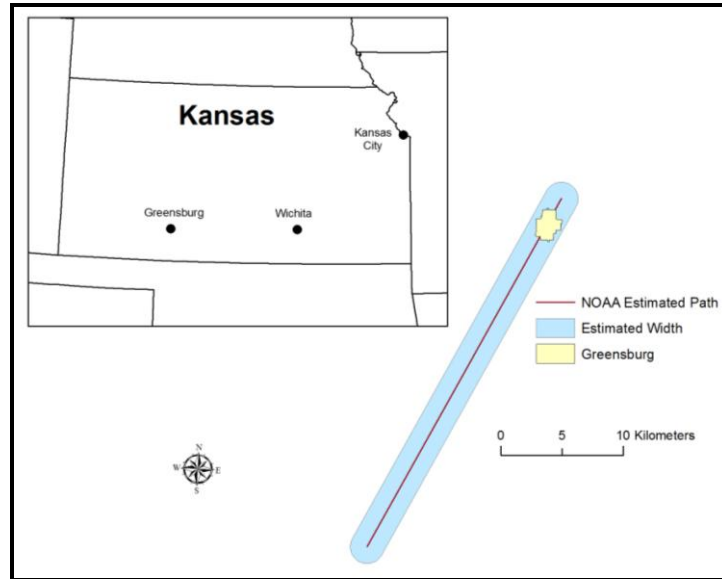 Kansas
Kansas
City
Greensburg
Wichita
NOAA Estimated Path
Estimated Width
Greensburg
0 5 10 Kilometers
N
W E
S